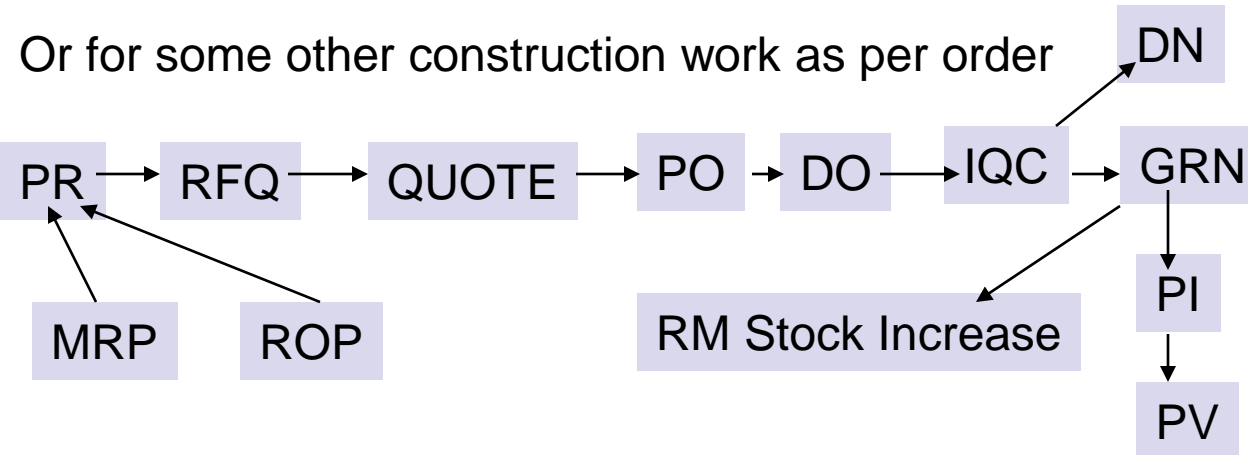 Or for some other construction work as per order
DN
PR
RFQ
QUOTE
PO
DO
IQC
GRN
MRP
ROP
RM Stock Increase
PI
PV